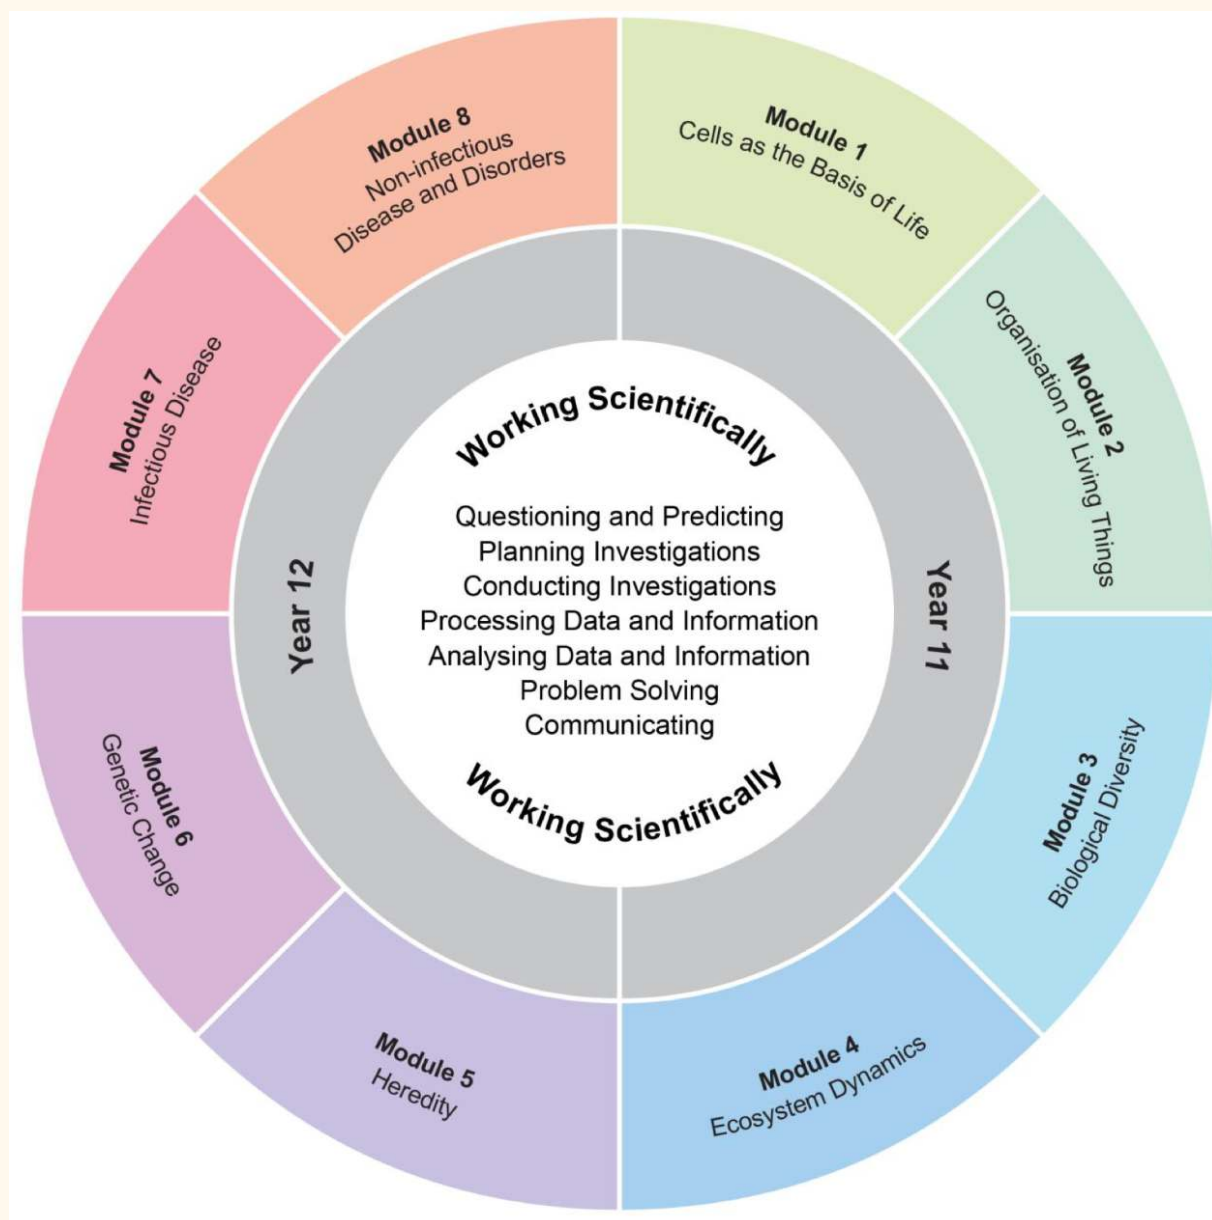 Module 1
Cells as the Basis of Life
Module 2
Organisation of Living Things
Module 3
Biological Diversity
Module 4
Ecosystem Dynamics
Module 5
Heredity
Module 6
Genetic Change
Module 7
Infectious Disease
Module 8
Non-infectious
Disease and Disorders
Year 11
Year 12
Working Scientifically
Questioning and Predicting
Planning Investigations
Conducting Investigations
Processing Data and Information
Analysing Data and Information
Problem Solving
Communicating
Working Scientifically